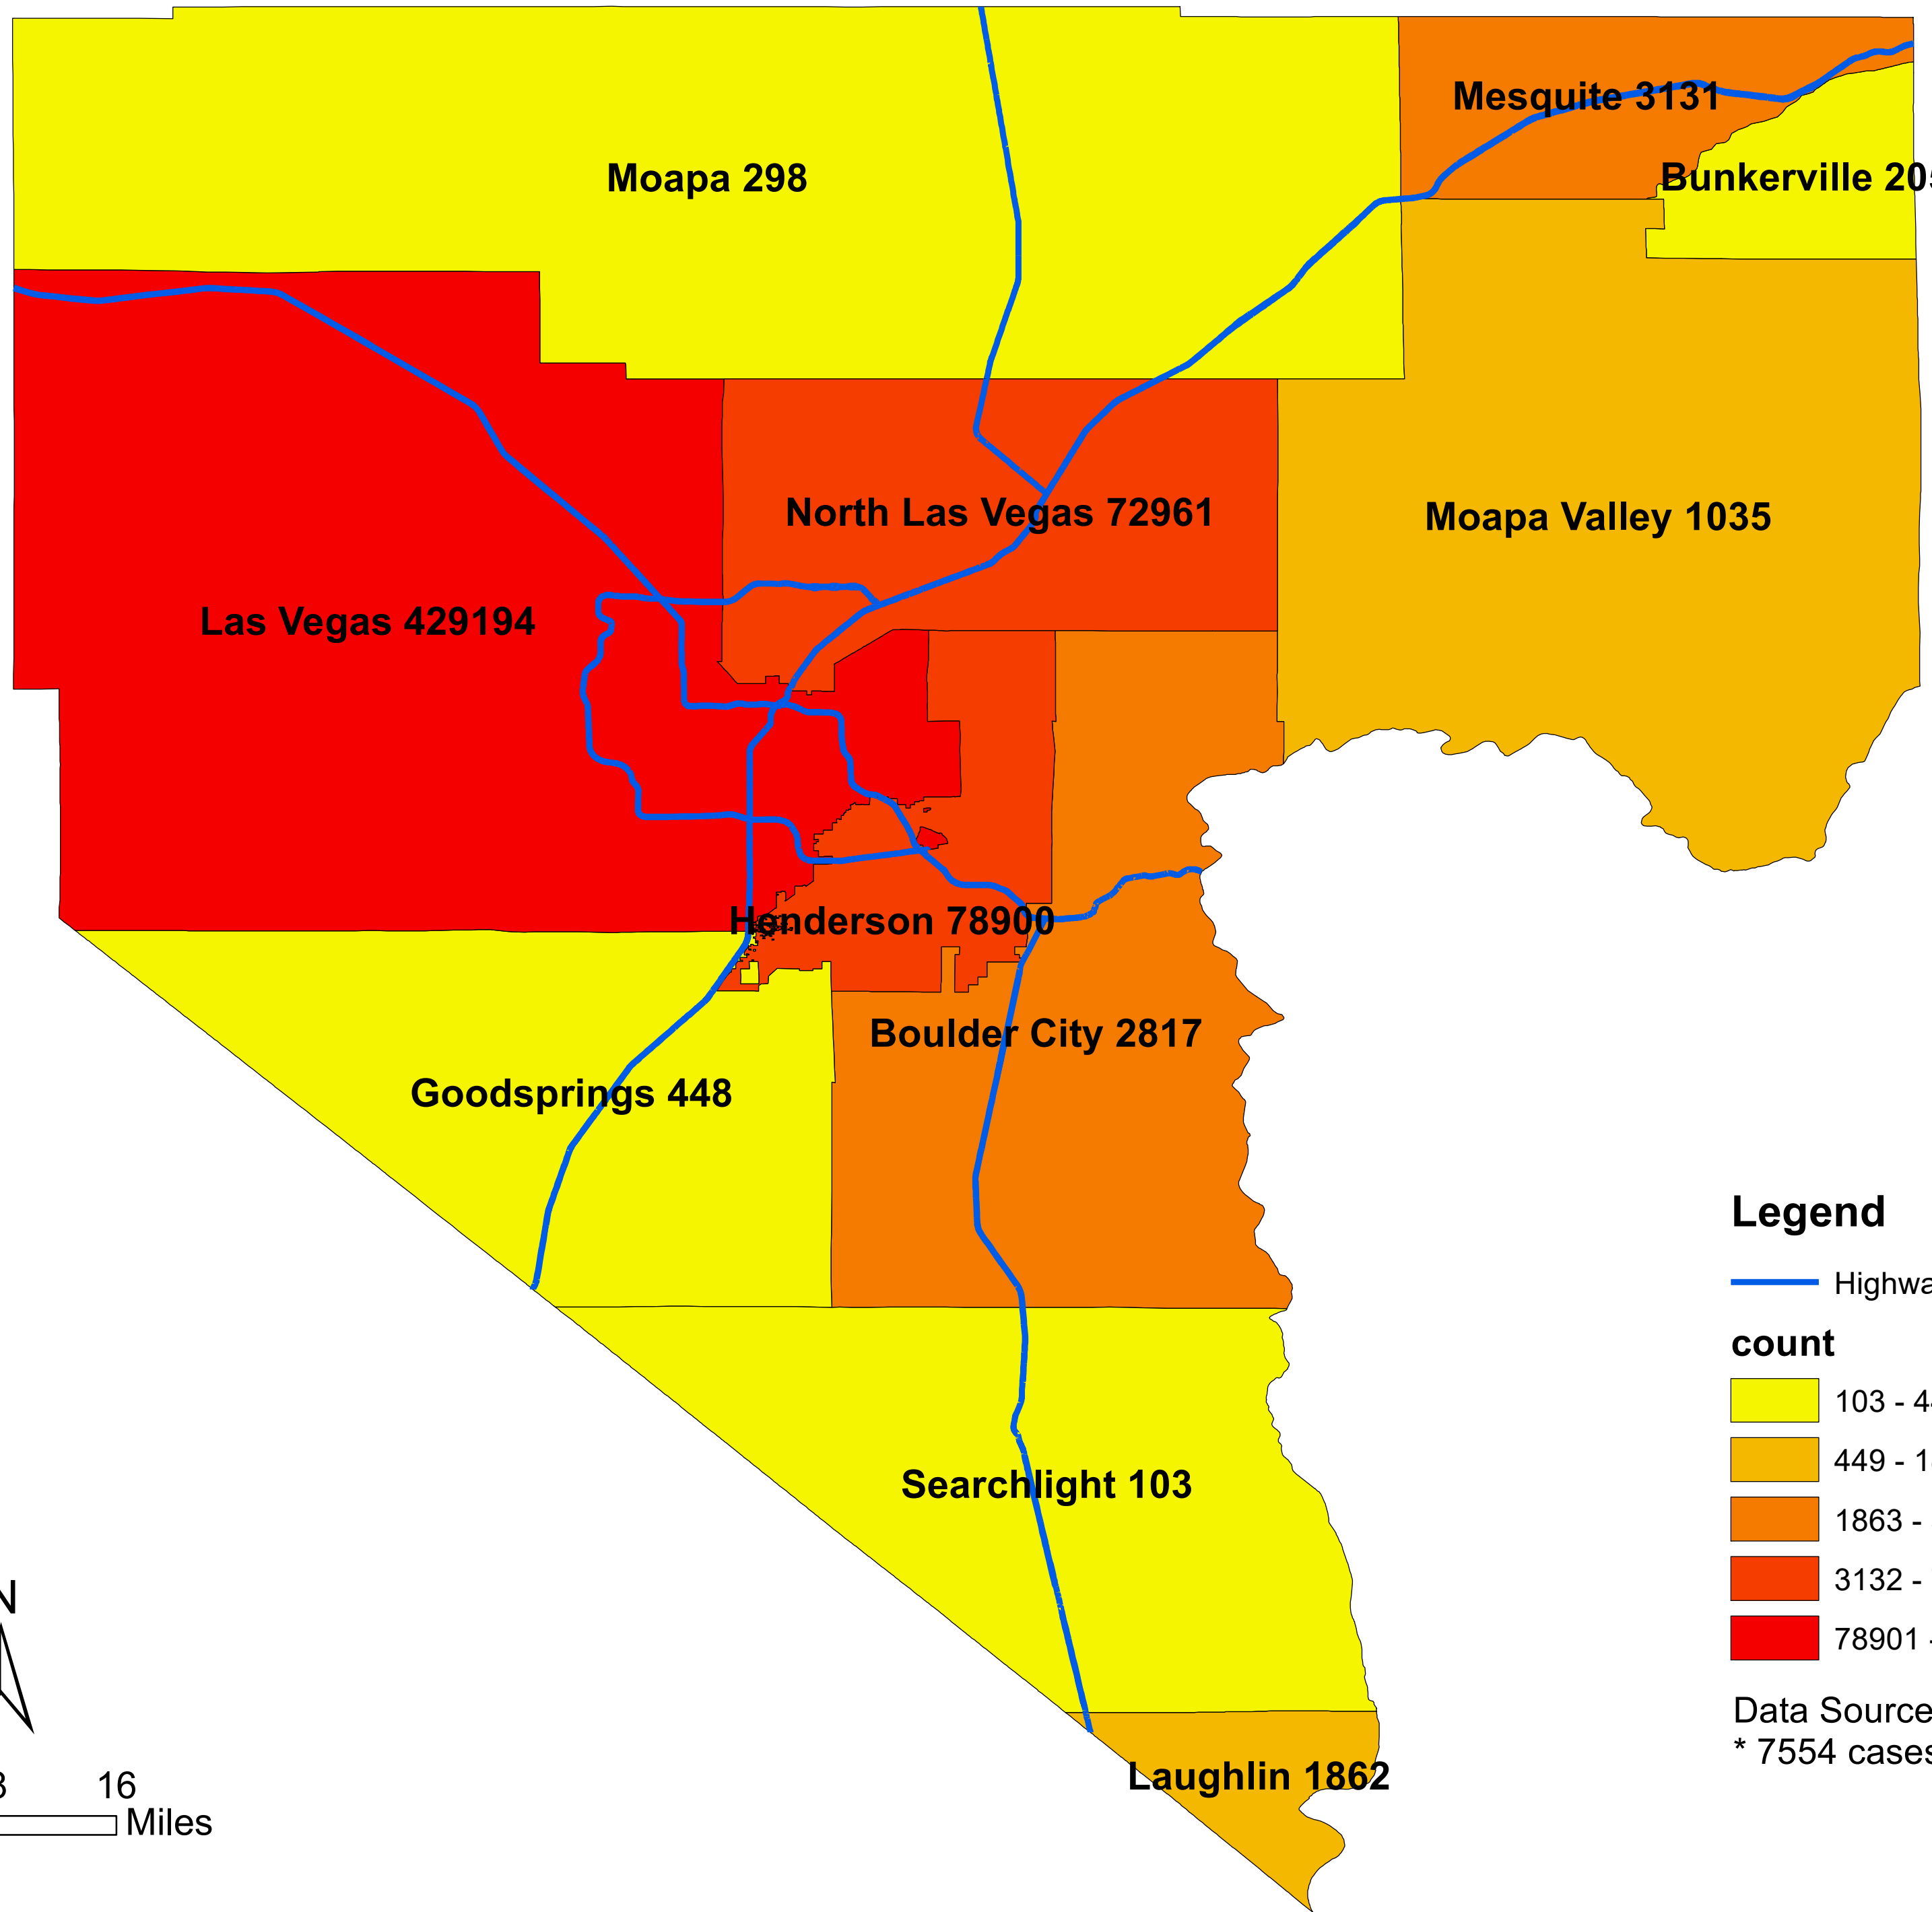 Mesquite 3131
Moapa 298
Bunkerville
North Las Vegas 72961
Moapa Valley 1035
Las Vegas 429194
Henderson 78900
Boulder City 2817
Goodsprings 448
Legend
count
103 -
449 -
Searchlight 103
1863 -
3132 -
N
78901 -
Data Source
* 7554 cases
Laughlin 1862
16
Miles